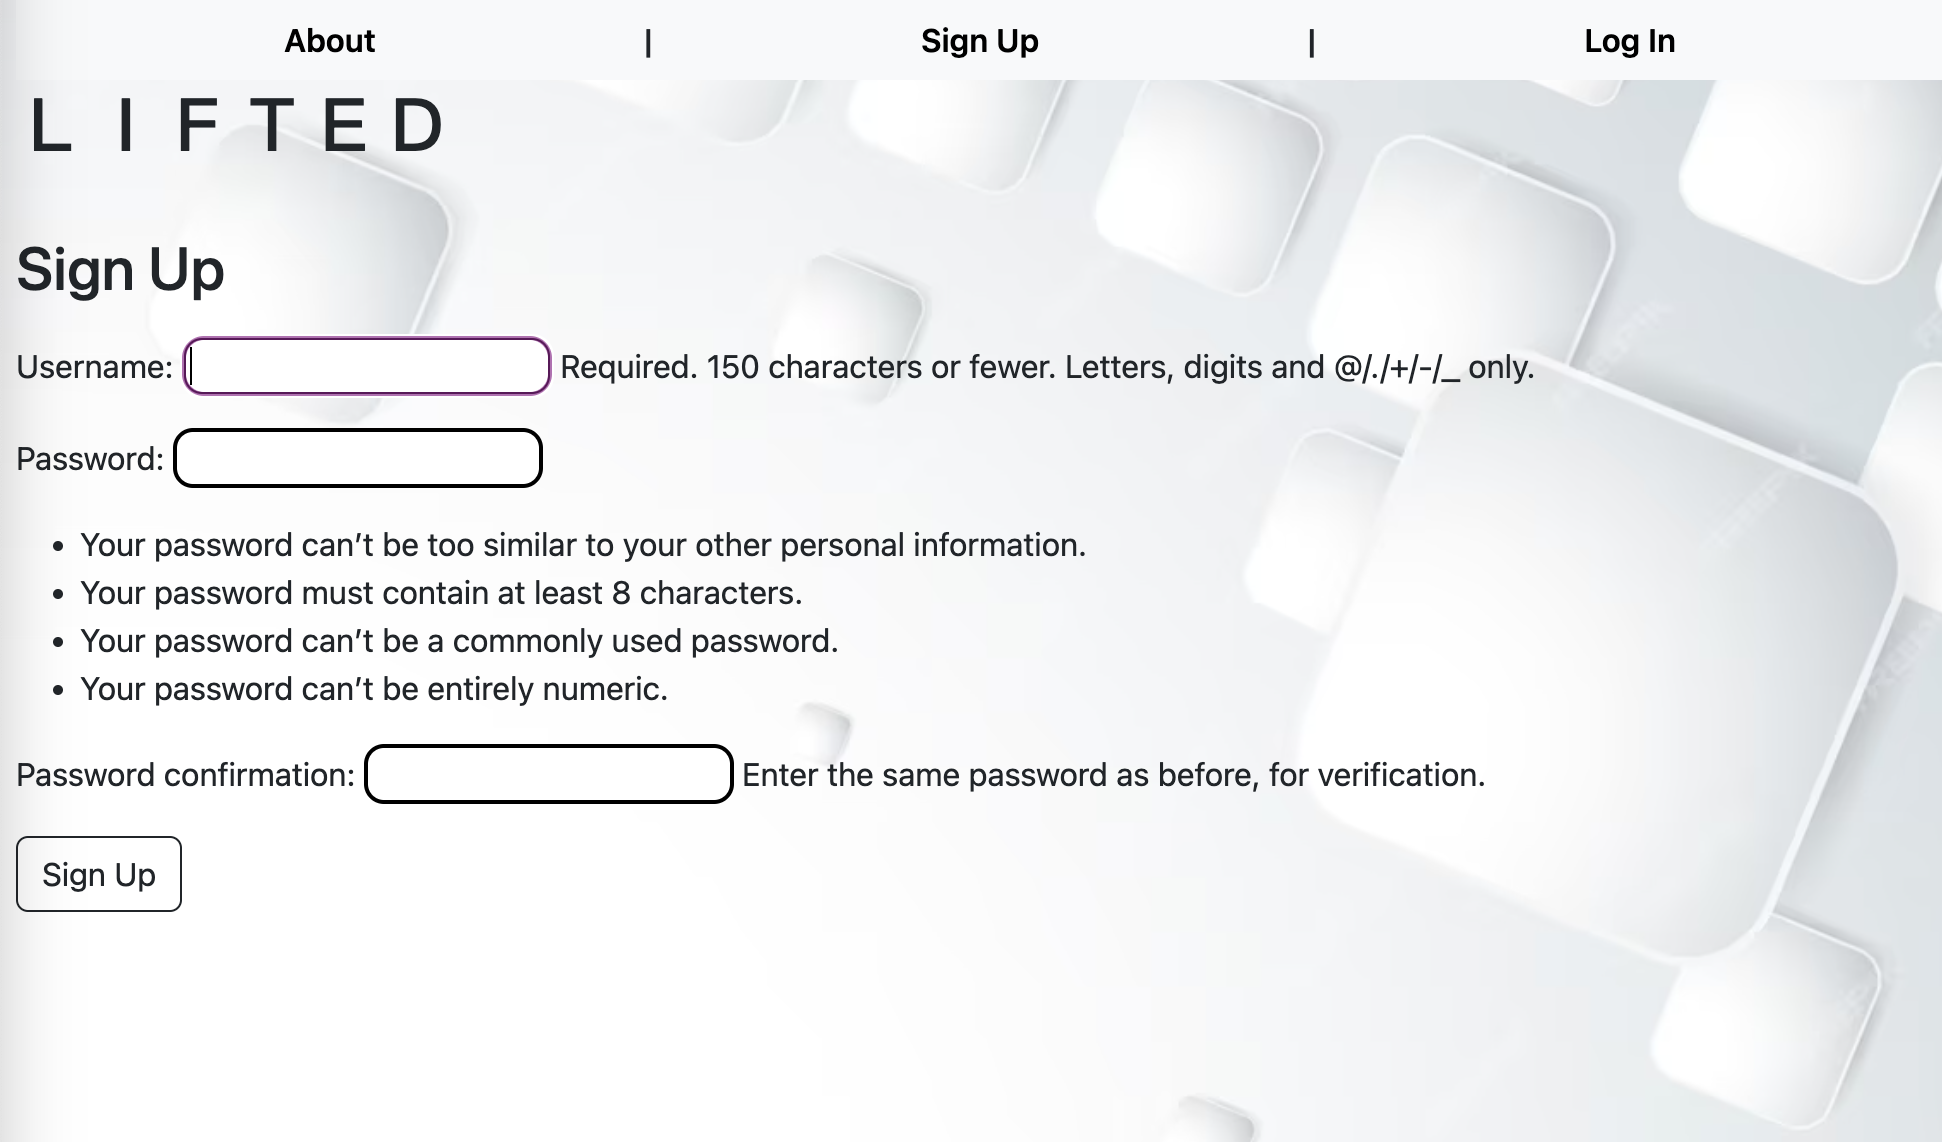 About | Sign Up | Log In
LIFTED
Sign Up
Username: Required. 150 characters or fewer. Letters, digits and @/./+/-/_ only.
Password:
• Your password can’t be too similar to your other personal information.
• Your password must contain at least 8 characters.
• Your password can’t be a commonly used password.
• Your password can’t be entirely numeric.
Password confirmation: Enter the same password as before, for verification.
Sign Up